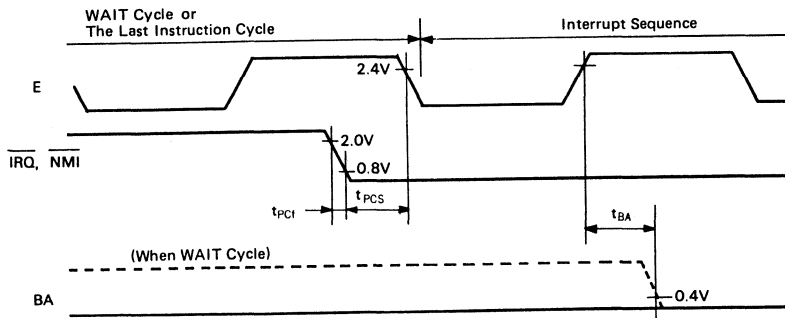 WAIT Cycle or
The Last Instruction Cycle
Interrupt Sequence
E
2.4V
IRQ, NMI
2.0V
0.8V
tPCf
tPCS
tBA
(When WAIT Cycle)
BA
0.4V